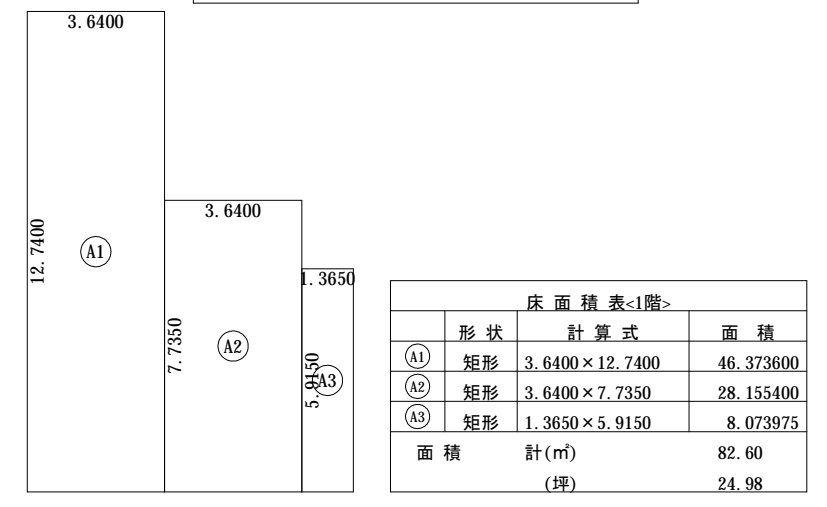 3.6400
12.7400
A1
3.6400
7.7350
A2
1.3650
5.9150
A3
床面積表<1階>
形状 計算式 面積
A1 矩形 3.6400×12.7400 46.373600
A2 矩形 3.6400×7.7350 28.155400
A3 矩形 1.3650×5.9150 8.073975
面積 計(㎡) 82.60
(坪) 24.98